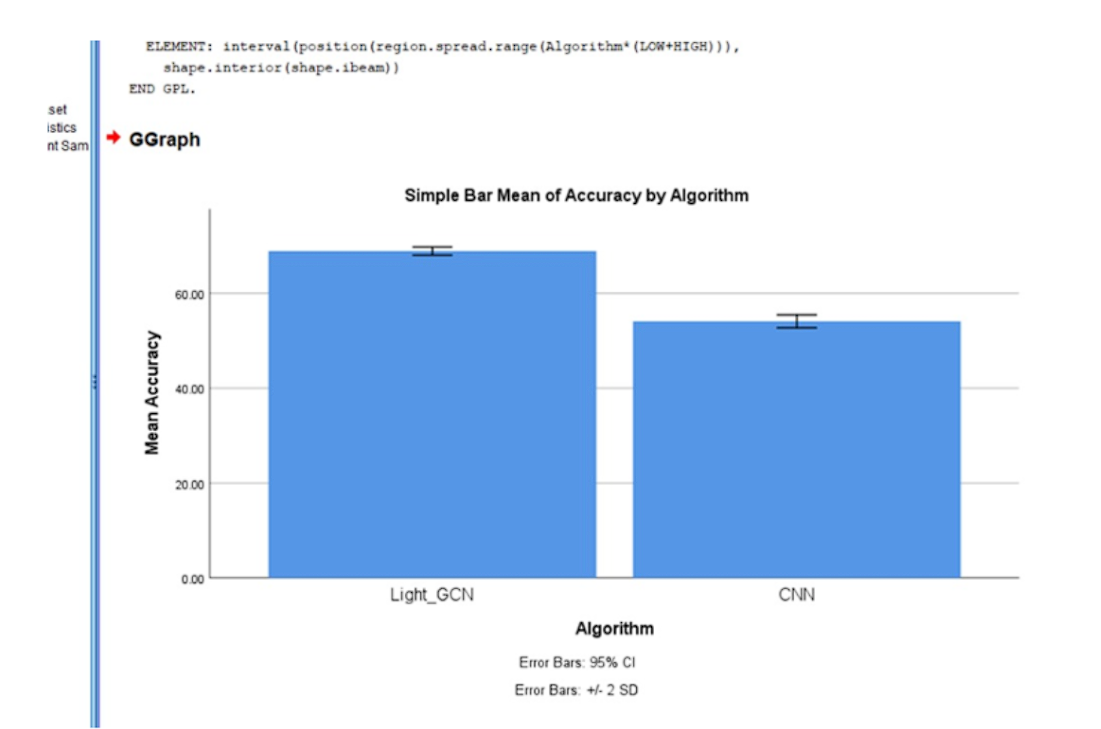 ELEMENT: interval(position(region.spread.range(Algorithm*(LOW+HIGH))),
shape.interior(shape.ibeam))
END GPL.
set
istics
nt Sam
GGraph
Simple Bar Mean of Accuracy by Algorithm
Mean Accuracy
60.00
40.00
20.00
0.00
Light_GCN
CNN
Algorithm
Error Bars: 95% CI
Error Bars: +/- 2 SD